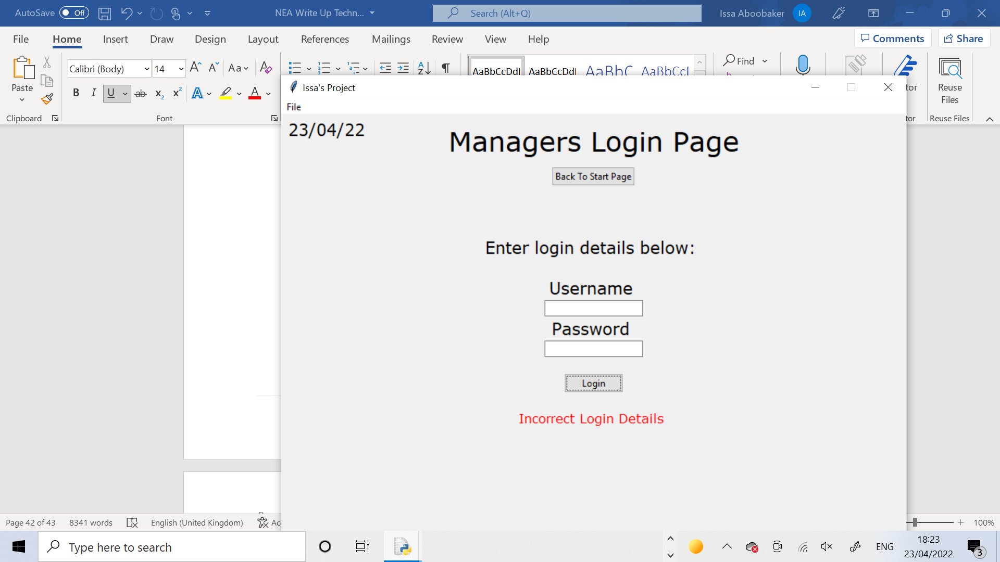 AutoSave Off NEA Write Up Techn... Search (Alt+Q) Issa Aboobaker IA
File Home Insert Draw Design Layout References Mailings Review View Help Comments Share
Calibri (Body) 14 Aa AaBbCcDdI AaBbCcDdI AaBbC AaBbCcI Find
Paste Reuse Files
B I U ab x₂ x² A A
Clipboard Font Reuse Files
Issa's Project
File
23/04/22
Managers Login Page
Back To Start Page
Enter login details below:
Username
Password
Login
Incorrect Login Details
Page 42 of 43 8341 words English (United Kingdom) 100%
Type here to search ENG 18:23
23/04/2022 3